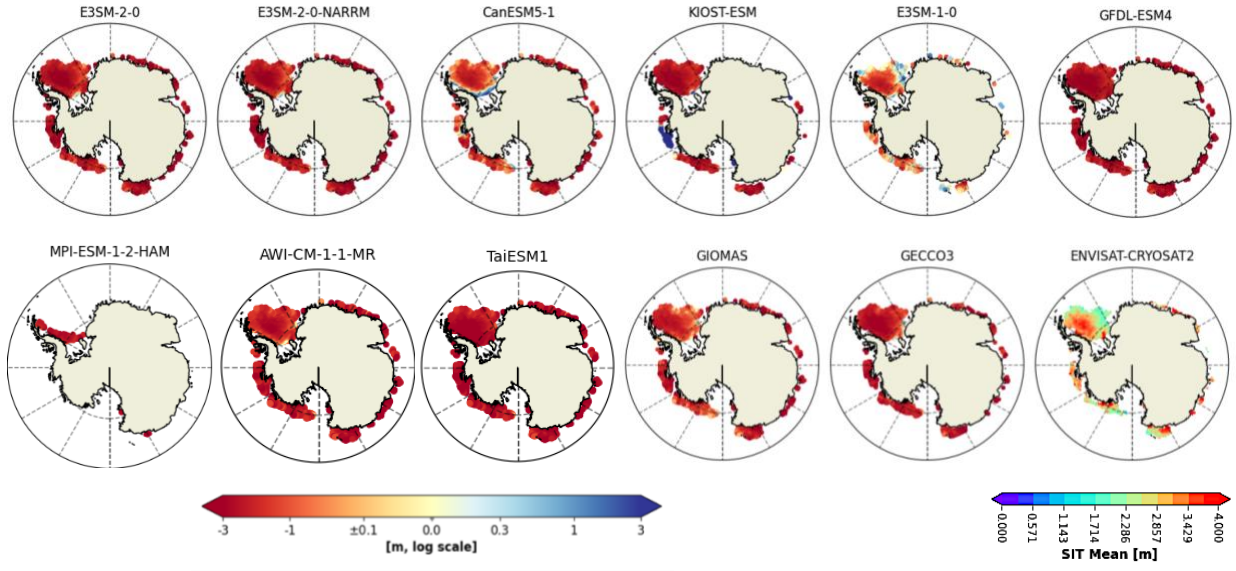 E3SM-2-0 E3SM-2-0-NARRM CanESM5-1 KIOST-ESM E3SM-1-0 GFDL-ESM4
MPI-ESM-1-2-HAM AWI-CM-1-1-MR TaiESM1 GIOMAS GECCO3 ENVISAT-CRYOSAT2
-3 -1 ±0.1 0.0 0.3 1 3
[m, log scale]
0.000 0.571 1.143 1.714 2.286 2.857 3.429 4.000
SIT Mean [m]